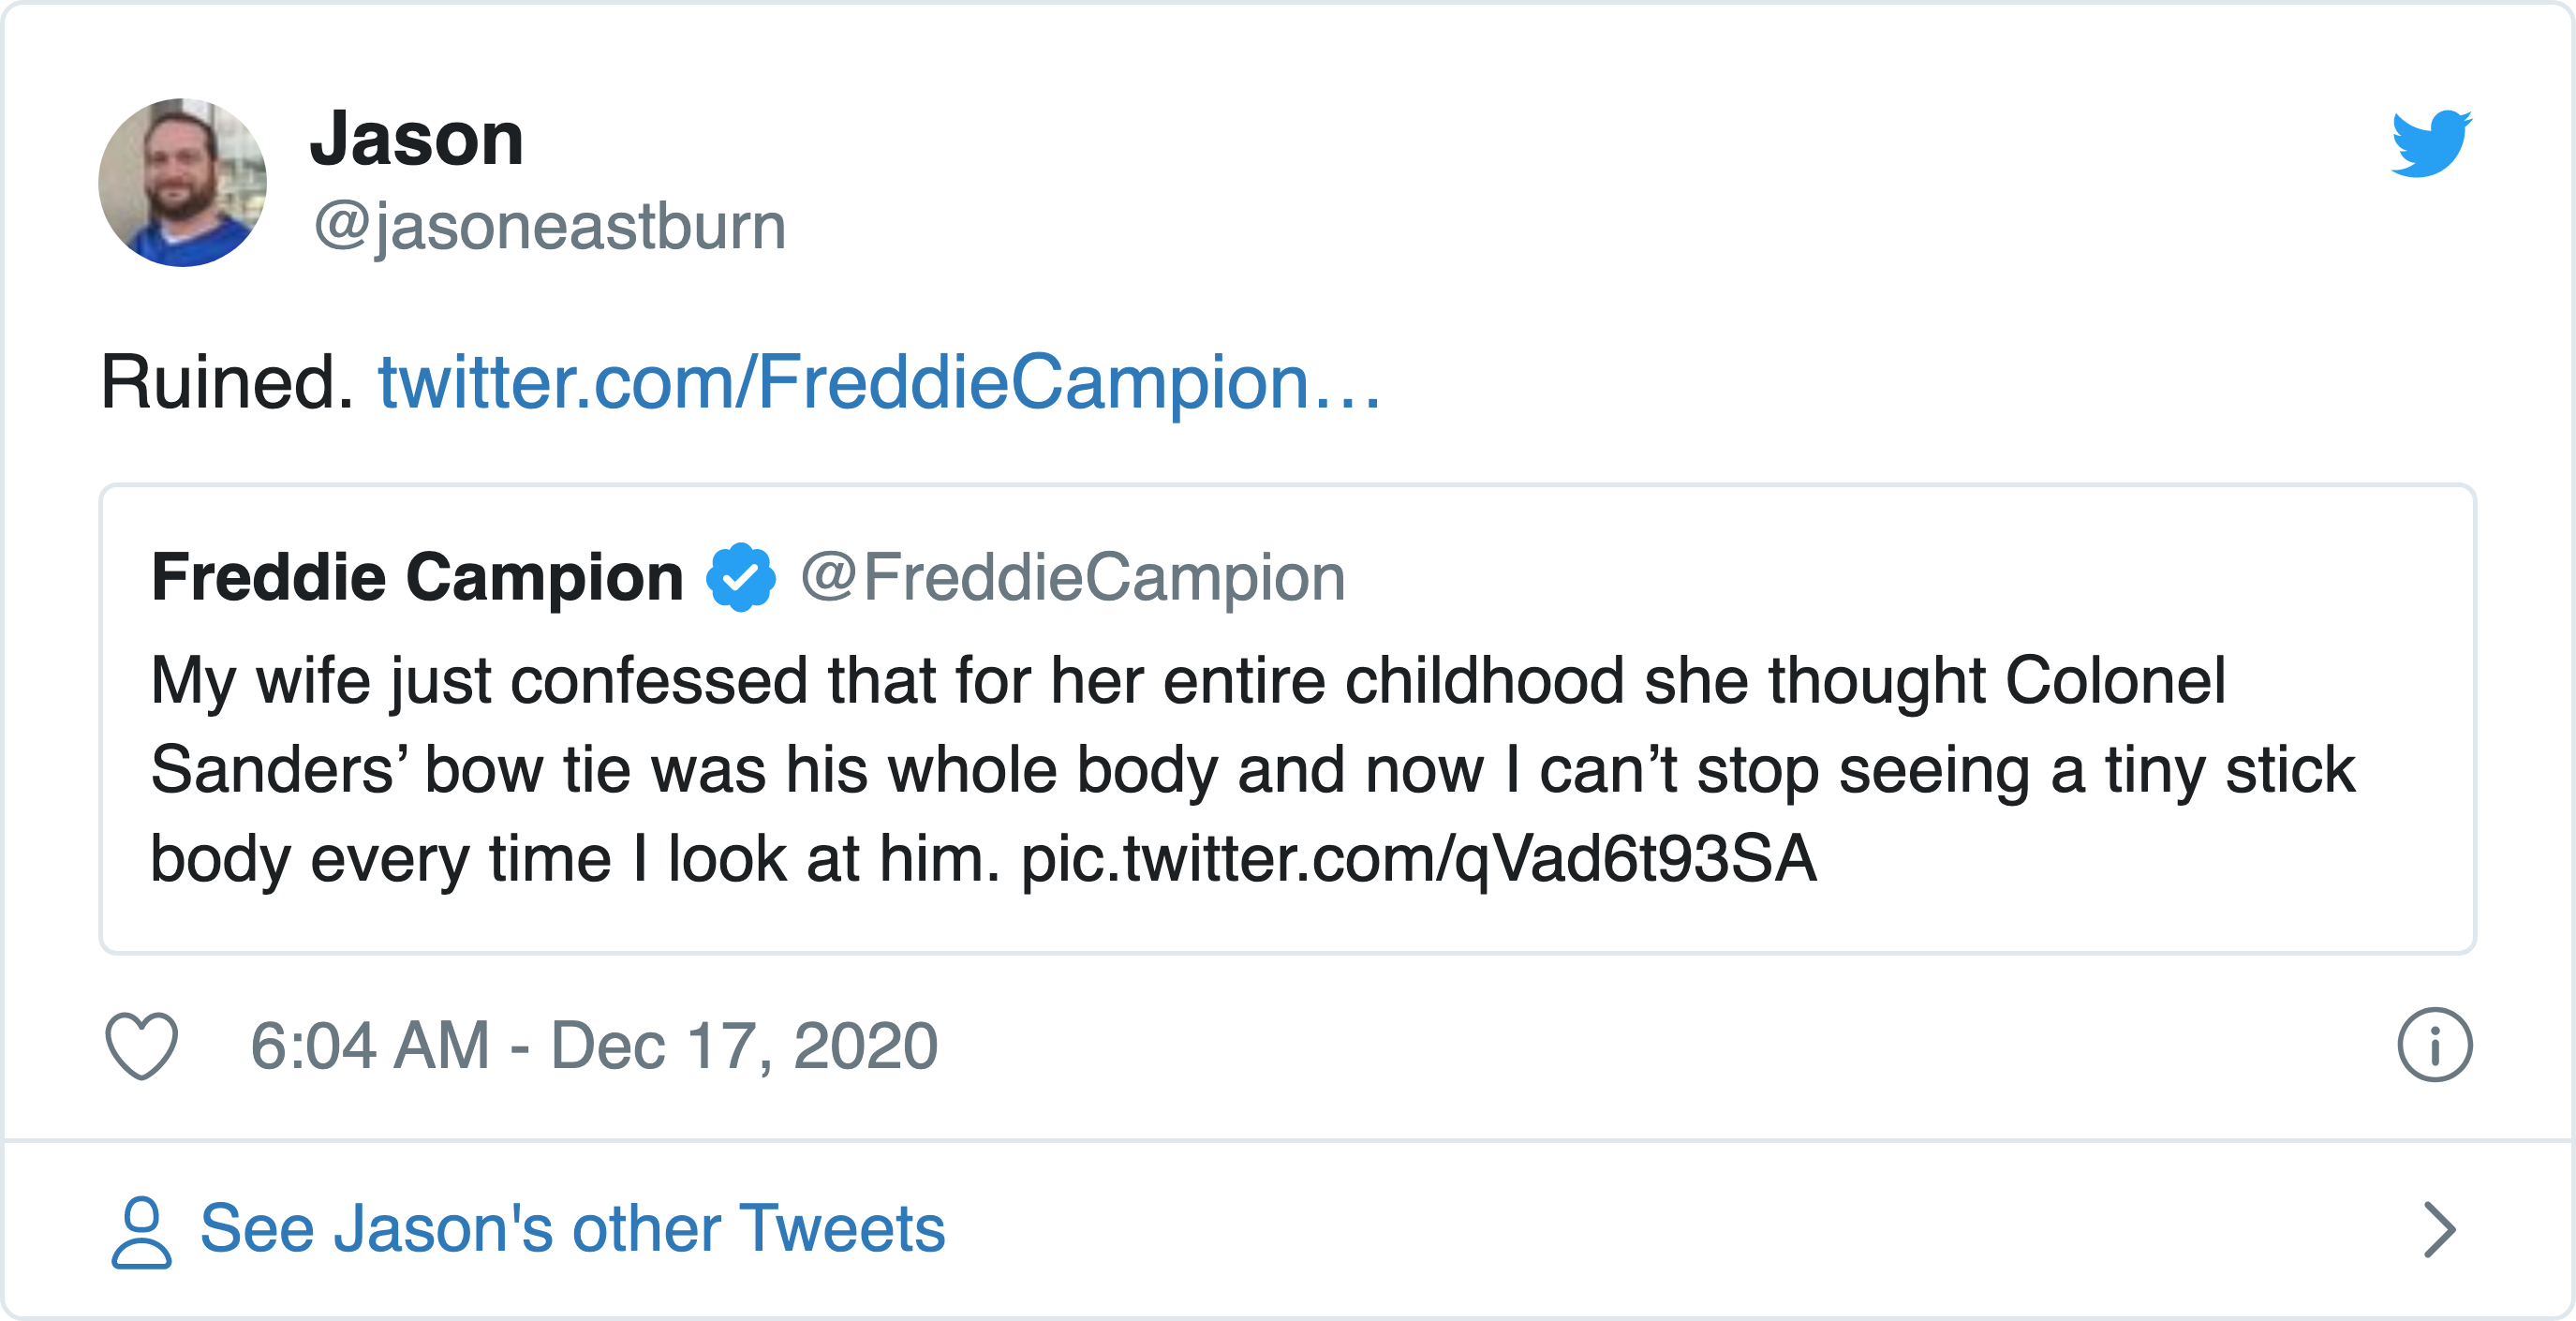 Jason
@jasoneastburn
Ruined. twitter.com/FreddieCampion…
Freddie Campion @FreddieCampion
My wife just confessed that for her entire childhood she thought Colonel
Sanders’ bow tie was his whole body and now I can’t stop seeing a tiny stick
body every time I look at him. pic.twitter.com/qVad6t93SA
6:04 AM - Dec 17, 2020
See Jason's other Tweets